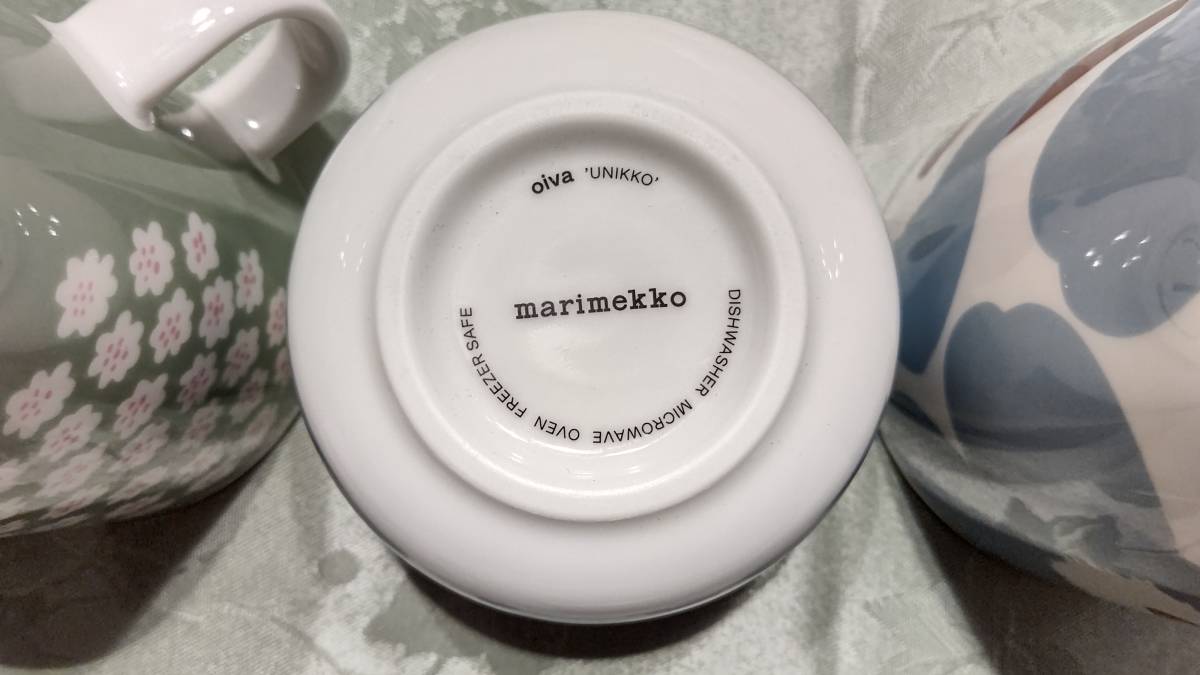 oiva 'UNIKKO'
marimekko
DISHWASHER MICROWAVE OVEN FREEZER SAFE